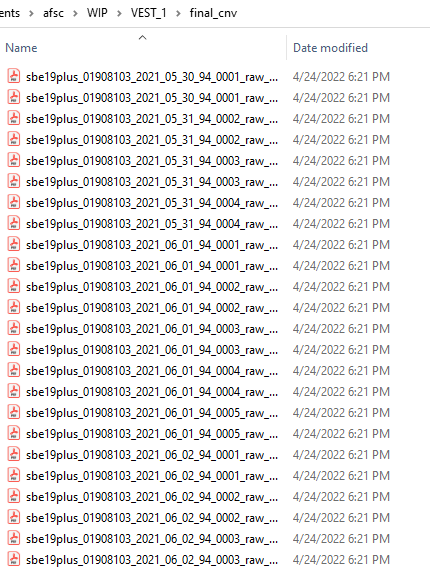 ents > afsc > WIP > VEST_1 > final_cnv
Name Date modified
sbe19plus_01908103_2021_05_30_94_0001_raw_... 4/24/2022 6:21 PM
sbe19plus_01908103_2021_05_30_94_0001_raw_... 4/24/2022 6:21 PM
sbe19plus_01908103_2021_05_31_94_0002_raw_... 4/24/2022 6:21 PM
sbe19plus_01908103_2021_05_31_94_0002_raw_... 4/24/2022 6:21 PM
sbe19plus_01908103_2021_05_31_94_0003_raw_... 4/24/2022 6:21 PM
sbe19plus_01908103_2021_05_31_94_0003_raw_... 4/24/2022 6:21 PM
sbe19plus_01908103_2021_05_31_94_0004_raw_... 4/24/2022 6:21 PM
sbe19plus_01908103_2021_05_31_94_0004_raw_... 4/24/2022 6:21 PM
sbe19plus_01908103_2021_06_01_94_0001_raw_... 4/24/2022 6:21 PM
sbe19plus_01908103_2021_06_01_94_0001_raw_... 4/24/2022 6:21 PM
sbe19plus_01908103_2021_06_01_94_0002_raw_... 4/24/2022 6:21 PM
sbe19plus_01908103_2021_06_01_94_0002_raw_... 4/24/2022 6:21 PM
sbe19plus_01908103_2021_06_01_94_0003_raw_... 4/24/2022 6:21 PM
sbe19plus_01908103_2021_06_01_94_0003_raw_... 4/24/2022 6:21 PM
sbe19plus_01908103_2021_06_01_94_0004_raw_... 4/24/2022 6:21 PM
sbe19plus_01908103_2021_06_01_94_0004_raw_... 4/24/2022 6:21 PM
sbe19plus_01908103_2021_06_01_94_0005_raw_... 4/24/2022 6:21 PM
sbe19plus_01908103_2021_06_01_94_0005_raw_... 4/24/2022 6:21 PM
sbe19plus_01908103_2021_06_02_94_0001_raw_... 4/24/2022 6:21 PM
sbe19plus_01908103_2021_06_02_94_0001_raw_... 4/24/2022 6:21 PM
sbe19plus_01908103_2021_06_02_94_0002_raw_... 4/24/2022 6:21 PM
sbe19plus_01908103_2021_06_02_94_0002_raw_... 4/24/2022 6:21 PM
sbe19plus_01908103_2021_06_02_94_0003_raw_... 4/24/2022 6:21 PM
sbe19plus_01908103_2021_06_02_94_0003_raw_... 4/24/2022 6:21 PM